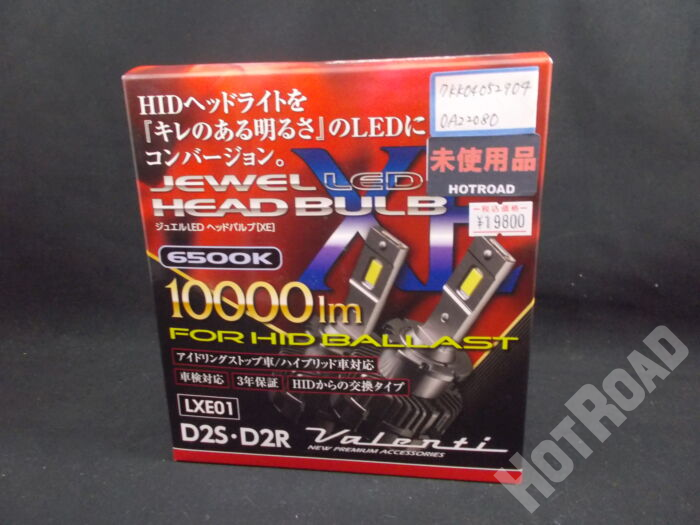 HIDヘッドライトを
『キレのある明るさ』のLEDに
コンバージョン。
JEWEL LED
HEAD BULB
ジュエルLED ヘッドバルブ[XE]
XE
6500K
10000lm
FOR HID BALLAST
アイドリングストップ車/ハイブリッド車対応
車検対応 3年保証 HIDからの交換タイプ
LXE01
D2S・D2R
Valenti
NEW PREMIUM ACCESSORIES
0A22080
未使用品
HOTROAD
税込価格
¥19800
HOTROAD